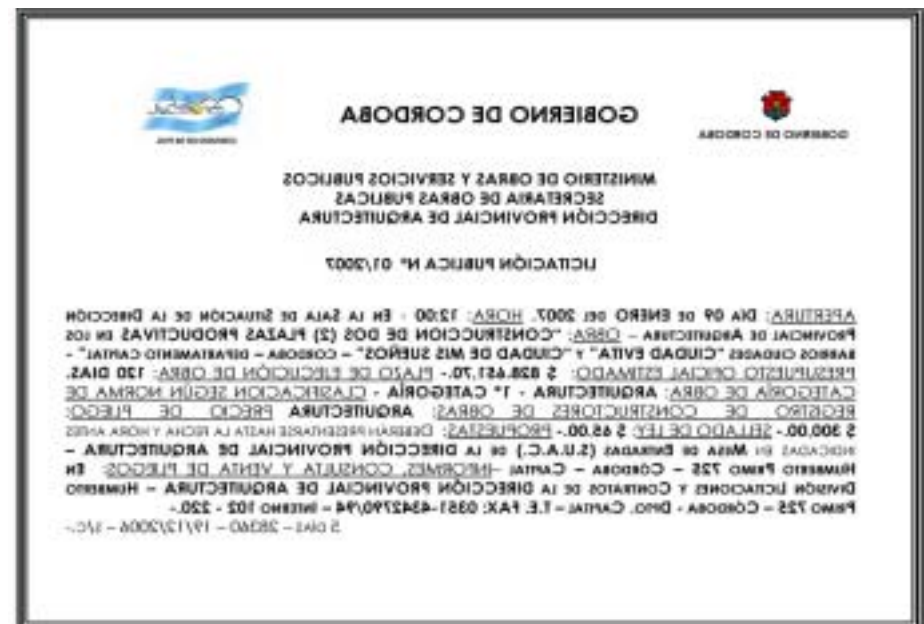 GOBIERNO DE CORDOBA
GOBIERNO DE CORDOBA
MINISTERIO DE OBRAS Y SERVICIOS PUBLICOS
SECRETARIA DE OBRAS PUBLICAS
DIRECCIÓN PROVINCIAL DE ARQUITECTURA
LICITACIÓN PUBLICA Nº 01/2007
APERTURA: DÍA 09 DE ENERO DEL 2007. HORA: 12:00 - EN LA SALA DE SITUACIÓN DE LA DIRECCIÓN
PROVINCIAL DE ARQUITECTURA – OBRA: "CONSTRUCCION DE DOS (2) PLAZAS PRODUCTIVAS EN LOS
BARRIOS CIUDADES "CIUDAD EVITA" Y "CIUDAD DE MIS SUEÑOS" – CORDOBA – DEPARTAMENTO CAPITAL" -
PRESUPUESTO OFICIAL ESTIMADO: $ 828.651.70.- PLAZO DE EJECUCIÓN DE OBRA: 120 DIAS.
CATEGORÍA DE OBRA: ARQUITECTURA - 1ª CATEGORÍA - CLASIFICACION SEGÚN NORMA DE
REGISTRO DE CONSTRUCTORES DE OBRAS: ARQUITECTURA PRECIO DE PLIEGO:
$ 300,00.- SELLADO DE LEY: $ 65.00.- PROPUESTAS: DEBERÁN PRESENTARSE HASTA LA FECHA Y HORA ANTES
INDICADAS EN MESA DE ENTRADAS (S.U.A.C.) DE LA DIRECCIÓN PROVINCIAL DE ARQUITECTURA –
HUMBERTO PRIMO 725 – CÓRDOBA – CAPITAL –INFORMES, CONSULTA Y VENTA DE PLIEGOS: EN
DIVISIÓN LICITACIONES Y CONTRATOS DE LA DIRECCIÓN PROVINCIAL DE ARQUITECTURA – HUMBERTO
PRIMO 725 – CÓRDOBA - DPTO. CAPITAL – T.E. FAX: 0351-4342790/94 – INTERNO 102 - 220.-
5 DÍAS – 28360 – 19/12/2006 – S/C.-